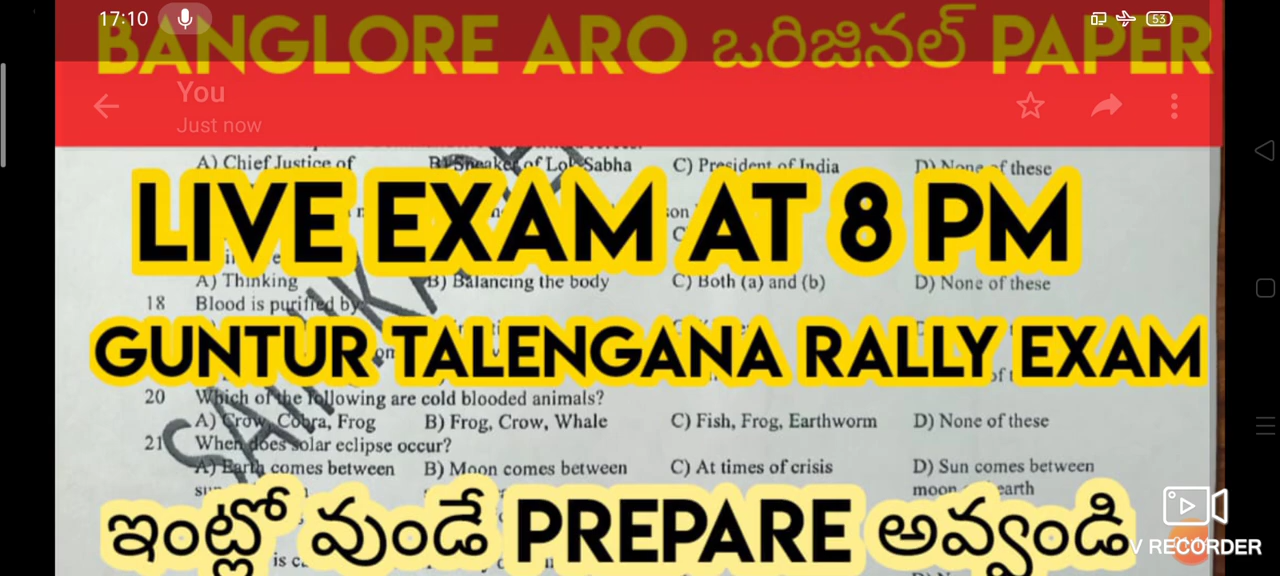 17:10
53
BANGLORE ARO ఒరిజినల్ PAPER
You
Just now
A) Chief Justice of B) Speaker of Lok Sabha C) President of India D) None of these
LIVE EXAM AT 8 PM
A) Thinking B) Balancing the body C) Both (a) and (b) D) None of these
18 Blood is purified by
GUNTUR TALENGANA RALLY EXAM
20 Which of the following are cold blooded animals?
A) Crow, Cobra, Frog B) Frog, Crow, Whale C) Fish, Frog, Earthworm D) None of these
21 When does solar eclipse occur?
A) Earth comes between B) Moon comes between C) At times of crisis D) Sun comes between
moon earth
ఇంట్లో వుండే PREPARE అవ్వండి
V RECORDER